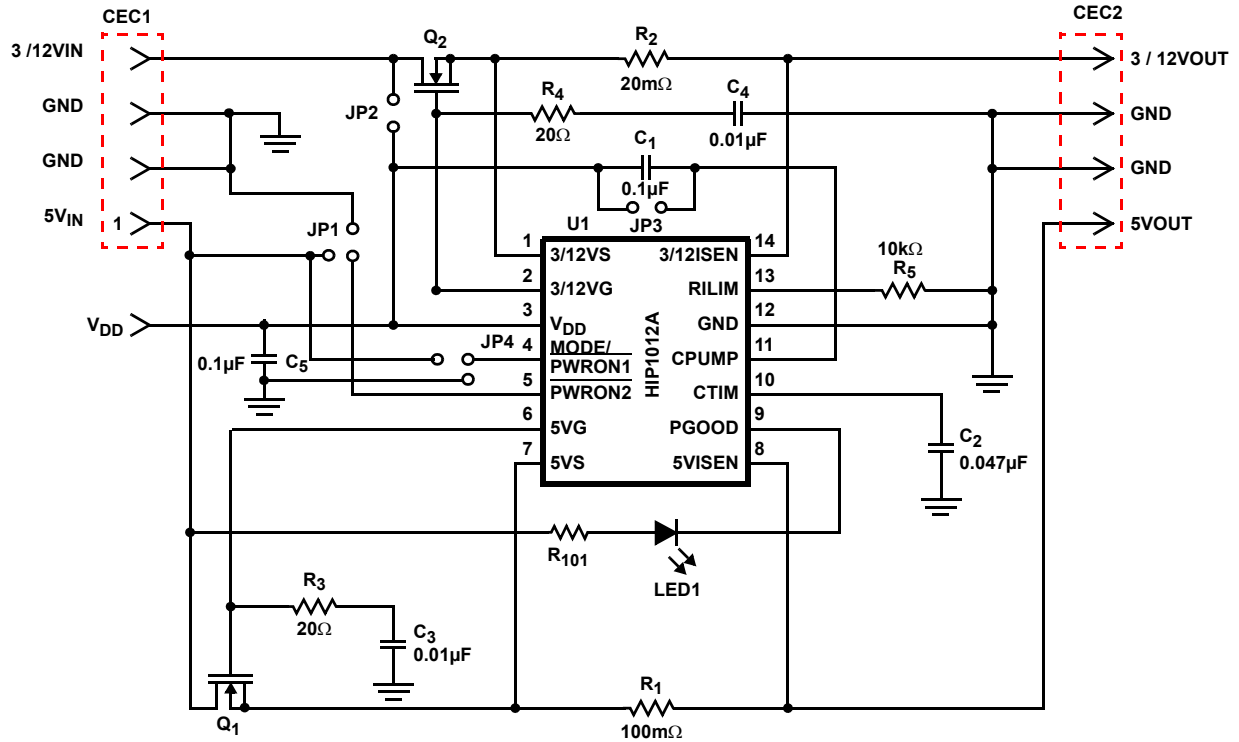 CEC1
CEC2
3 /12VIN
Q2
R2
20mΩ
3 / 12VOUT
GND
JP2
R4
20Ω
C4
0.01µF
GND
GND
C1
0.1µF
JP3
GND
5VIN
1
JP1
U1
5VOUT
1
3/12VS
3/12ISEN
14
10kΩ
R5
2
3/12VG
RILIM
13
VDD
3
VDD
GND
12
0.1µF
C5
JP4
4
MODE/
PWRON1
HIP1012A
CPUMP
11
5
PWRON2
CTIM
10
6
5VG
PGOOD
9
C2
0.047µF
7
5VS
5VISEN
8
R101
LED1
R3
20Ω
C3
0.01µF
Q1
R1
100mΩ